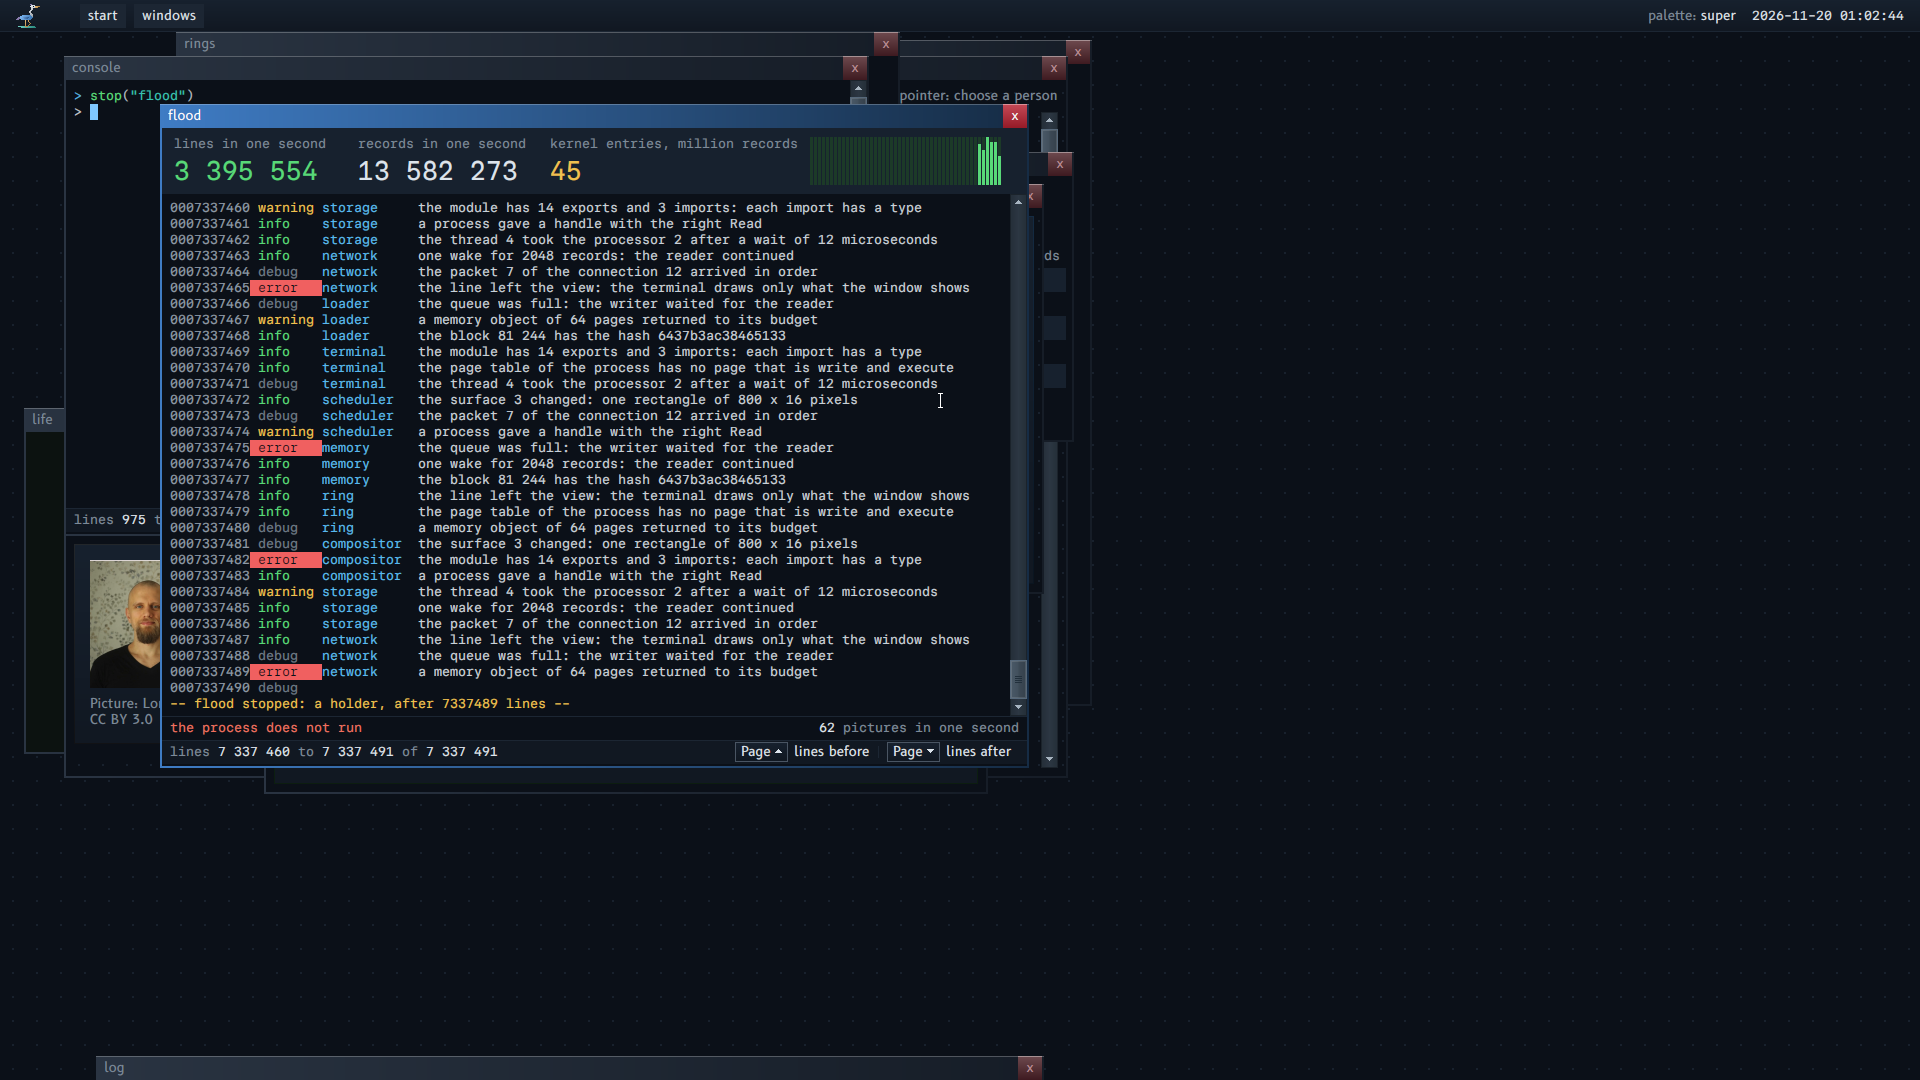 start windows palette: super 2026-11-20 01:02:44
rings x
x
console x
x
> stop("flood")
pointer: choose a person
>
flood x
lines in one second records in one second kernel entries, million records
3 395 554 13 582 273 45
x
x
0007337460 warning storage the module has 14 exports and 3 imports: each import has a type
0007337461 info storage a process gave a handle with the right Read
0007337462 info storage the thread 4 took the processor 2 after a wait of 12 microseconds
0007337463 info network one wake for 2048 records: the reader continued
ds
0007337464 debug network the packet 7 of the connection 12 arrived in order
0007337465 error network the line left the view: the terminal draws only what the window shows
0007337466 debug loader the queue was full: the writer waited for the reader
0007337467 warning loader a memory object of 64 pages returned to its budget
0007337468 info loader the block 81 244 has the hash 6437b3ac38465133
0007337469 info terminal the module has 14 exports and 3 imports: each import has a type
0007337470 info terminal the page table of the process has no page that is write and execute
0007337471 debug terminal the thread 4 took the processor 2 after a wait of 12 microseconds
0007337472 info scheduler the surface 3 changed: one rectangle of 800 x 16 pixels
0007337473 debug scheduler the packet 7 of the connection 12 arrived in order
life
0007337474 warning scheduler a process gave a handle with the right Read
0007337475 error memory the queue was full: the writer waited for the reader
0007337476 info memory one wake for 2048 records: the reader continued
0007337477 info memory the block 81 244 has the hash 6437b3ac38465133
0007337478 info ring the line left the view: the terminal draws only what the window shows
0007337479 info ring the page table of the process has no page that is write and execute
lines 975 t
0007337480 debug ring a memory object of 64 pages returned to its budget
0007337481 debug compositor the surface 3 changed: one rectangle of 800 x 16 pixels
0007337482 error compositor the module has 14 exports and 3 imports: each import has a type
0007337483 info compositor a process gave a handle with the right Read
0007337484 warning storage the thread 4 took the processor 2 after a wait of 12 microseconds
0007337485 info storage one wake for 2048 records: the reader continued
0007337486 info storage the packet 7 of the connection 12 arrived in order
0007337487 info network the line left the view: the terminal draws only what the window shows
0007337488 debug network the queue was full: the writer waited for the reader
0007337489 error network a memory object of 64 pages returned to its budget
0007337490 debug
-- flood stopped: a holder, after 7337489 lines --
Picture: Lo
CC BY 3.0
the process does not run 62 pictures in one second
lines 7 337 460 to 7 337 491 of 7 337 491 Page lines before Page lines after
log x